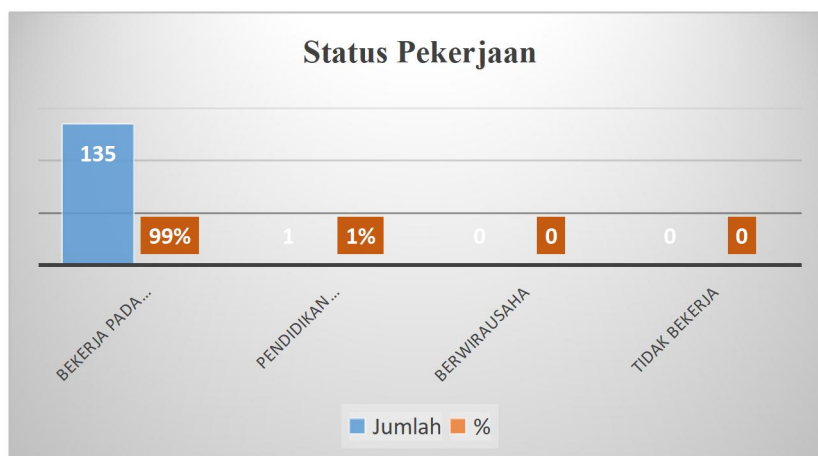 Status Pekerjaan
135
99%
1
1%
0
0
0
0
BEKERJA PADA...
PENDIDIKAN...
BERWIRAUSAHA
TIDAK BEKERJA
Jumlah
%